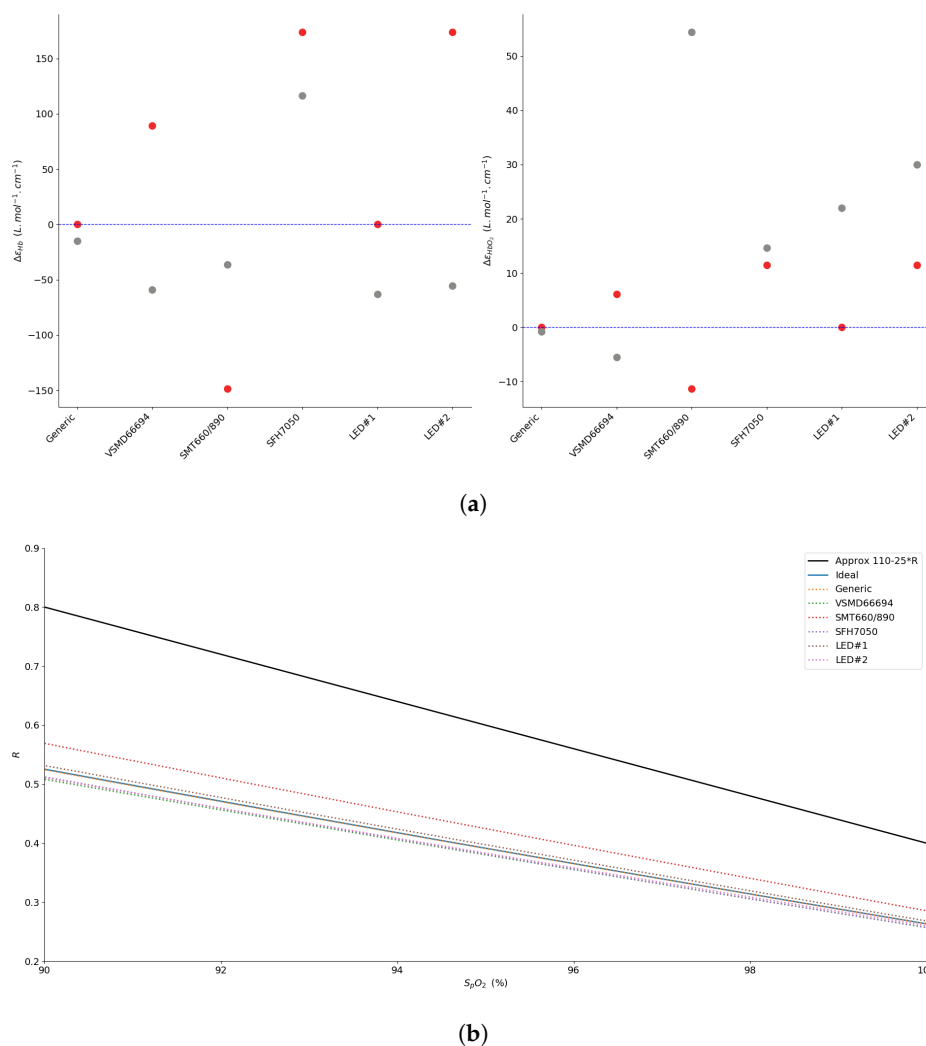 150
100
50
0
−50
−100
−150
Δε_Hb (L.mol⁻¹.cm⁻¹)
Generic
VSMD66694
SMT660/890
SFH7050
LED#1
LED#2
50
40
30
20
10
0
−10
Δε_HbO₂ (L.mol⁻¹.cm⁻¹)
Generic
VSMD66694
SMT660/890
SFH7050
LED#1
LED#2
(a)
0.9
0.8
0.7
0.6
0.5
0.4
0.3
0.2
R
Approx 110-25*R
Ideal
Generic
VSMD66694
SMT660/890
SFH7050
LED#1
LED#2
90 92 94 96 98 100
SpO₂ (%)
(b)